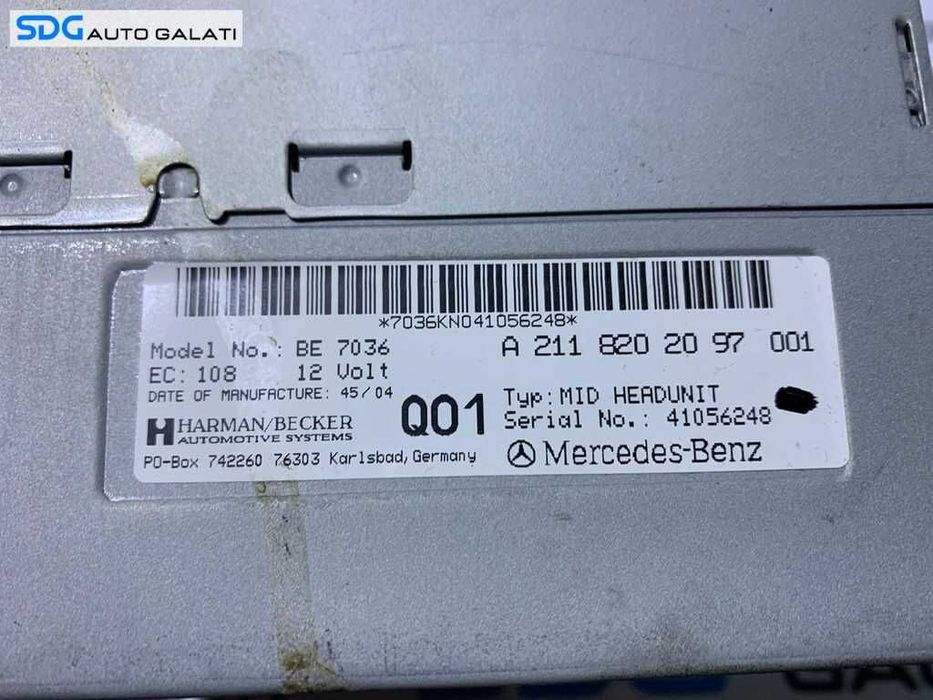 SDG AUTO GALATI
*7036KN041056248*
Model No.: BE 7036
A 211 820 20 97 001
EC: 108 12 Volt
DATE OF MANUFACTURE: 45/04
Q01
Typ: MID HEADUNIT
Serial No.: 41056248
HARMAN/BECKER
AUTOMOTIVE SYSTEMS
PO-Box 742260 76303 Karlsbad, Germany
Mercedes-Benz